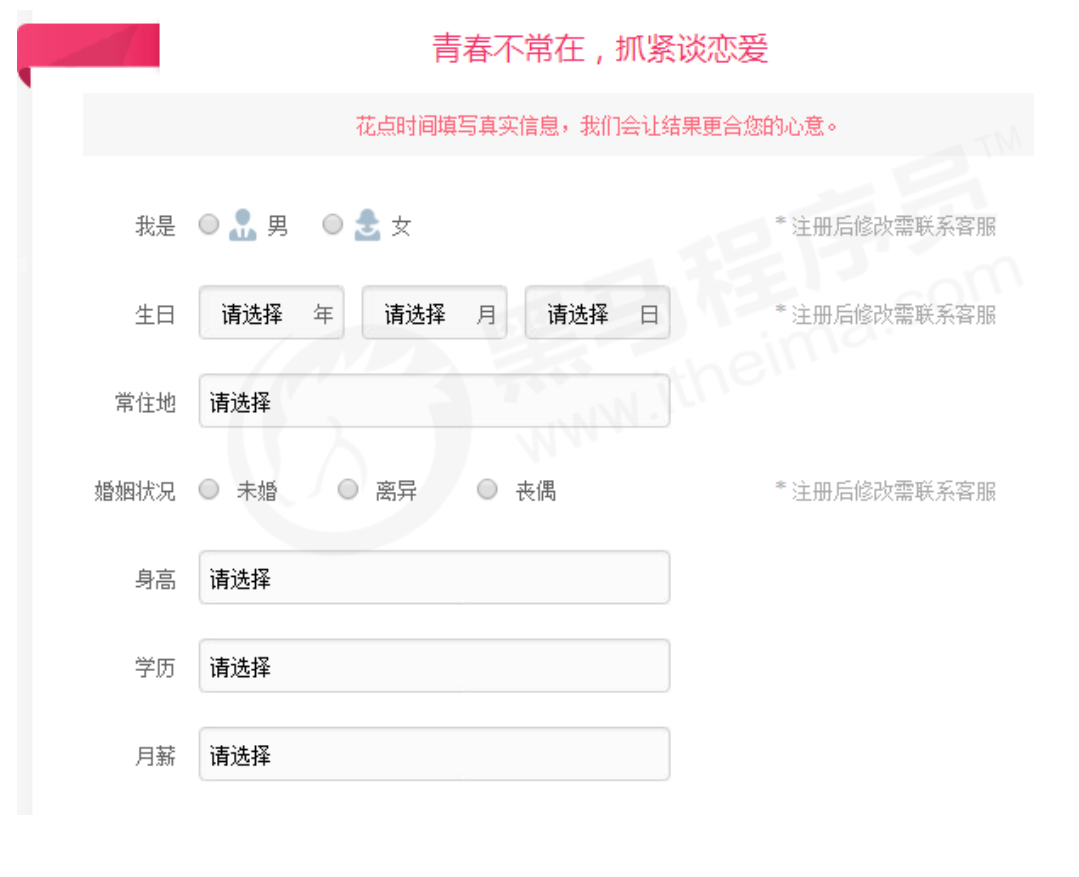 青春不常在，抓紧谈恋爱
花点时间填写真实信息，我们会让结果更合您的心意。
我是 男 女 * 注册后修改需联系客服
生日 请选择 年 请选择 月 请选择 日 * 注册后修改需联系客服
常住地 请选择
婚姻状况 未婚 离异 丧偶 * 注册后修改需联系客服
身高 请选择
学历 请选择
月薪 请选择
黑马程序员™
www.itheima.com